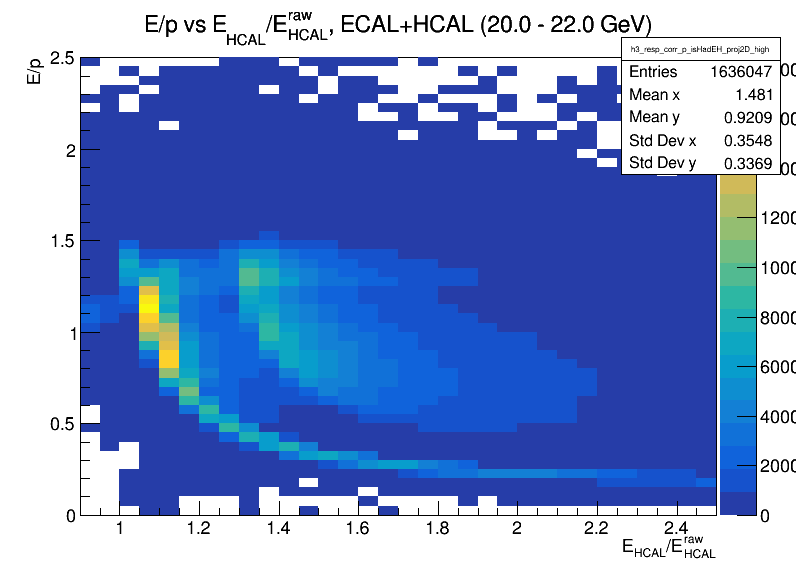 E/p vs E_HCAL/E_HCAL^raw, ECAL+HCAL (20.0 - 22.0 GeV)
h3_resp_corr_p_isHadEH_proj2D_high
Entries 1636047
Mean x 1.481
Mean y 0.9209
Std Dev x 0.3548
Std Dev y 0.3369
E/p
2.5
2
1.5
1
0.5
0
1 1.2 1.4 1.6 1.8 2 2.2 2.4
E_HCAL/E_HCAL^raw
1200
1000
8000
6000
4000
2000
0